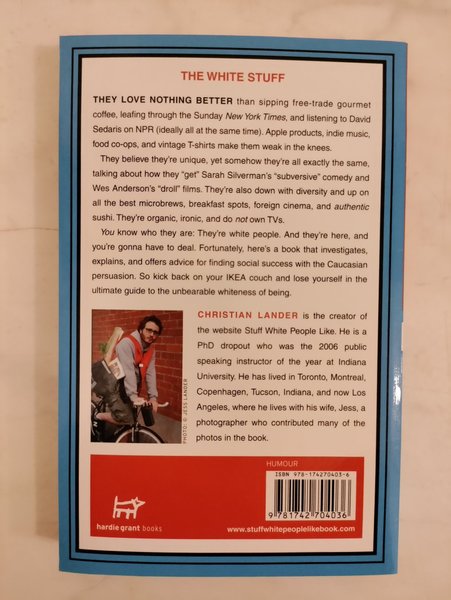 THE WHITE STUFF
THEY LOVE NOTHING BETTER than sipping free-trade gourmet
coffee, leafing through the Sunday New York Times, and listening to David
Sedaris on NPR (ideally all at the same time). Apple products, indie music,
food co-ops, and vintage T-shirts make them weak in the knees.
They believe they're unique, yet somehow they're all exactly the same,
talking about how they "get" Sarah Silverman's "subversive" comedy and
Wes Anderson's "droll" films. They're also down with diversity and up on
all the best microbrews, breakfast spots, foreign cinema, and authentic
sushi. They're organic, ironic, and do not own TVs.
You know who they are: They're white people. And they're here, and
you're gonna have to deal. Fortunately, here's a book that investigates,
explains, and offers advice for finding social success with the Caucasian
persuasion. So kick back on your IKEA couch and lose yourself in the
ultimate guide to the unbearable whiteness of being.
CHRISTIAN LANDER is the creator of
the website Stuff White People Like. He is a
PhD dropout who was the 2006 public
speaking instructor of the year at Indiana
University. He has lived in Toronto, Montreal,
Copenhagen, Tucson, Indiana, and now Los
Angeles, where he lives with his wife, Jess, a
photographer who contributed many of the
photos in the book.
PHOTO: © JESS LANDER
HUMOUR
ISBN 978-174270403-6
9 781742 704036
hardie grant books
www.stuffwhitepeoplelikebook.com